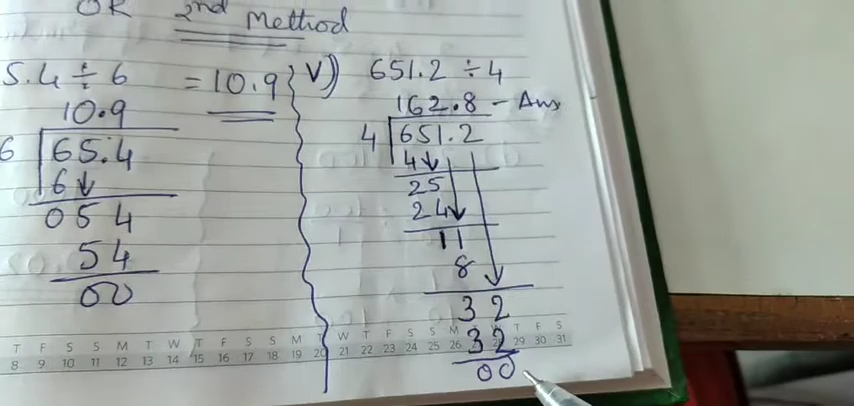 OR 2nd Method
5.4 ÷ 6 = 10.9
10.9
6 65.4
6
054
54
00
V) 651.2 ÷ 4
162.8 - Ans
4 651.2
4
25
24
11
8
32
32
00
T F S S M T W T F S S M T W T F S S M T W T F S
8 9 10 11 12 13 14 15 16 17 18 19 20 21 22 23 24 25 26 29 30 31